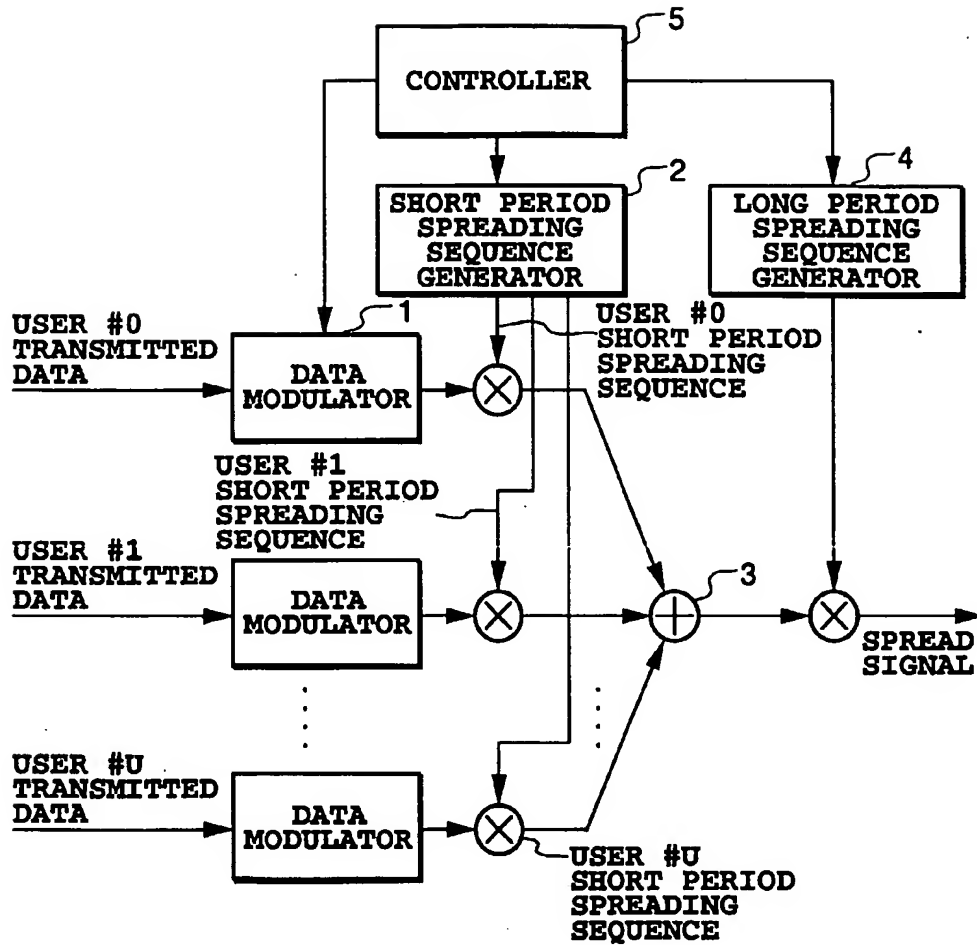 5
CONTROLLER
2
4
SHORT PERIOD
SPREADING
SEQUENCE
GENERATOR
LONG PERIOD
SPREADING
SEQUENCE
GENERATOR
USER #0
TRANSMITTED
DATA
1
DATA
MODULATOR
USER #0
SHORT PERIOD
SPREADING
SEQUENCE
USER #1
SHORT PERIOD
SPREADING
SEQUENCE
USER #1
TRANSMITTED
DATA
DATA
MODULATOR
3
SPREAD
SIGNAL
USER #U
TRANSMITTED
DATA
DATA
MODULATOR
USER #U
SHORT PERIOD
SPREADING
SEQUENCE